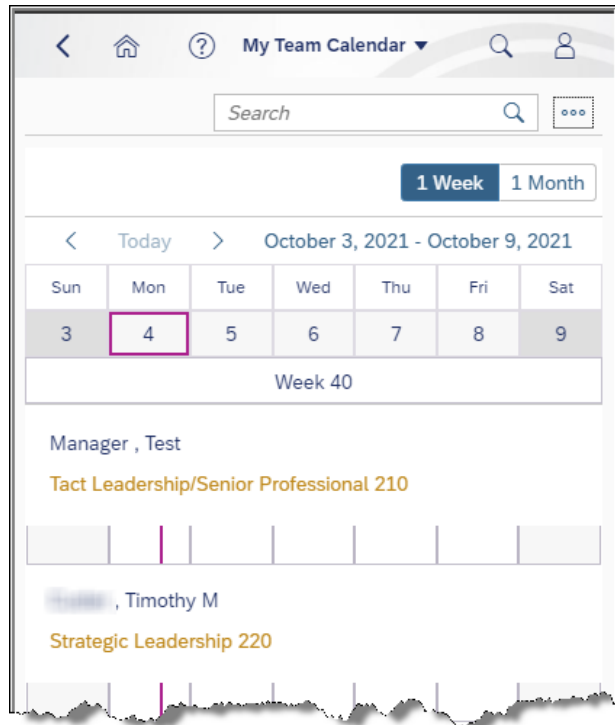 My Team Calendar
Search
1 Week 1 Month
Today October 3, 2021 - October 9, 2021
Sun Mon Tue Wed Thu Fri Sat
3 4 5 6 7 8 9
Week 40
Manager , Test
Tact Leadership/Senior Professional 210
, Timothy M
Strategic Leadership 220